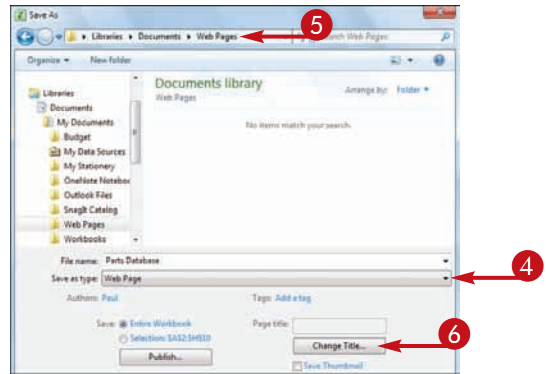 Save As
5
Libraries ▸ Documents ▸ Web Pages
Search Web Pages
Organize New folder
Documents library
Web Pages
Arrange by: Folder
Libraries
Documents
My Documents
Budget
My Data Sources
My Stationery
OneNote Noteboo
Outlook Files
SnagIt Catalog
Web Pages
Workbooks
No items match your search.
File name: Parts Database
Save as type: Web Page
4
Authors: Paul
Tags: Add a tag
Save: Entire Workbook
Selection: $A$2:$H$10
Publish...
Page title:
Change Title...
6
Save Thumbnail